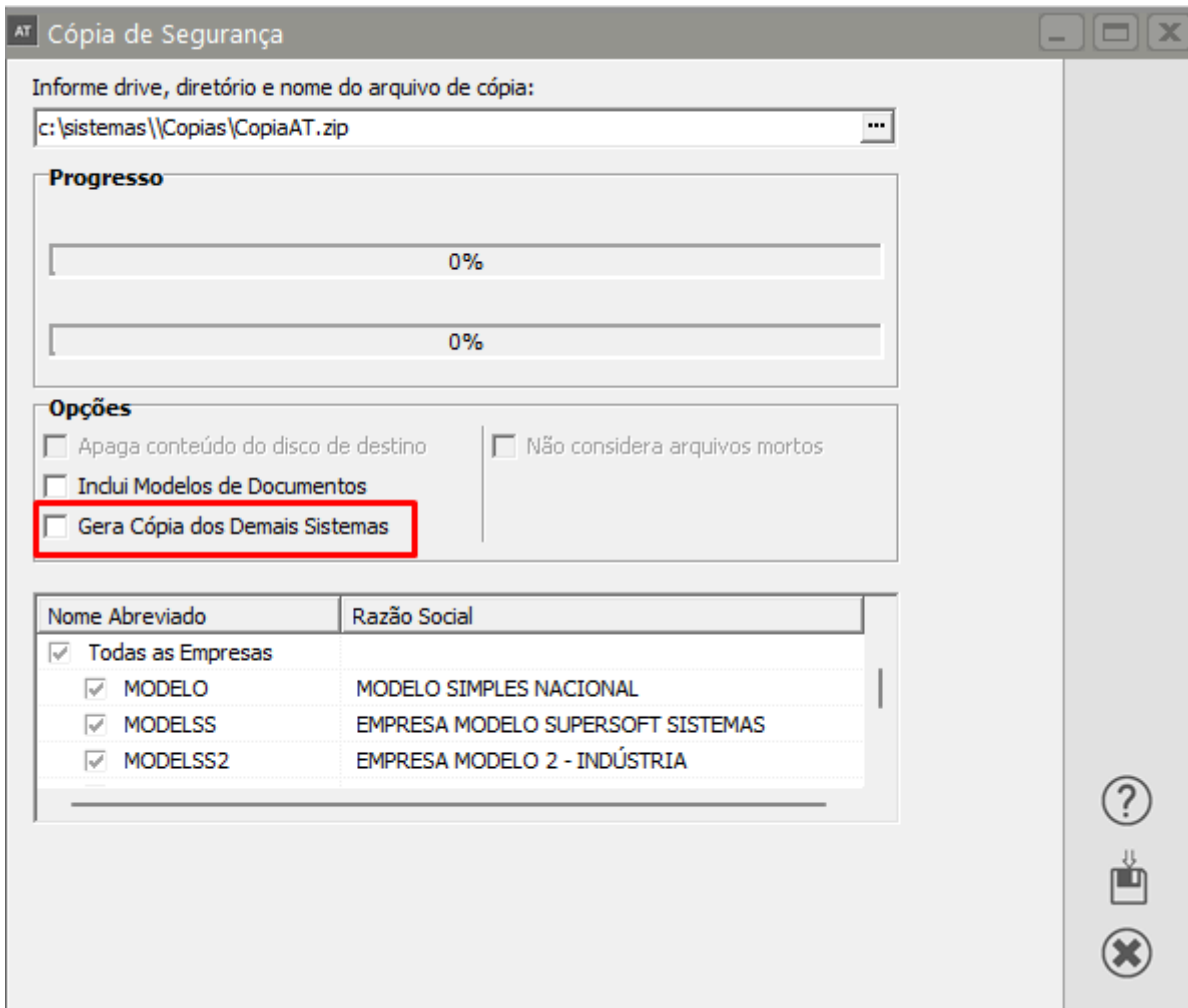 AT Cópia de Segurança
Informe drive, diretório e nome do arquivo de cópia:
c:\sistemas\\Copias\CopiaAT.zip ...
Progresso
0%
0%
Opções
Apaga conteúdo do disco de destino Não considera arquivos mortos
Inclui Modelos de Documentos
Gera Cópia dos Demais Sistemas
Nome Abreviado Razão Social
Todas as Empresas
MODELO MODELO SIMPLES NACIONAL
MODELSS EMPRESA MODELO SUPERSOFT SISTEMAS
MODELSS2 EMPRESA MODELO 2 - INDÚSTRIA
?